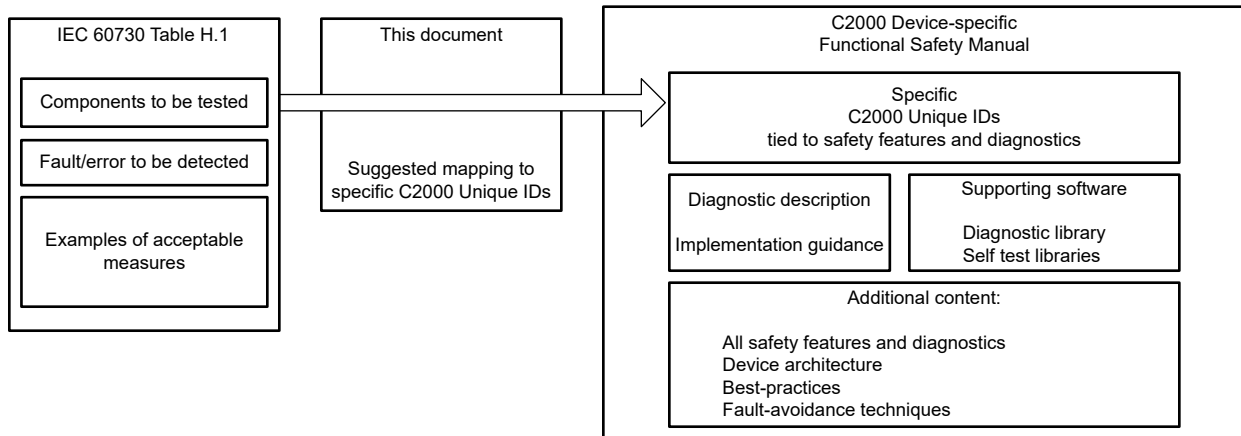 IEC 60730 Table H.1
Components to be tested
Fault/error to be detected
Examples of acceptable
measures
This document
Suggested mapping to
specific C2000 Unique IDs
C2000 Device-specific
Functional Safety Manual
Specific
C2000 Unique IDs
tied to safety features and diagnostics
Diagnostic description
Implementation guidance
Supporting software
Diagnostic library
Self test libraries
Additional content:
All safety features and diagnostics
Device architecture
Best-practices
Fault-avoidance techniques